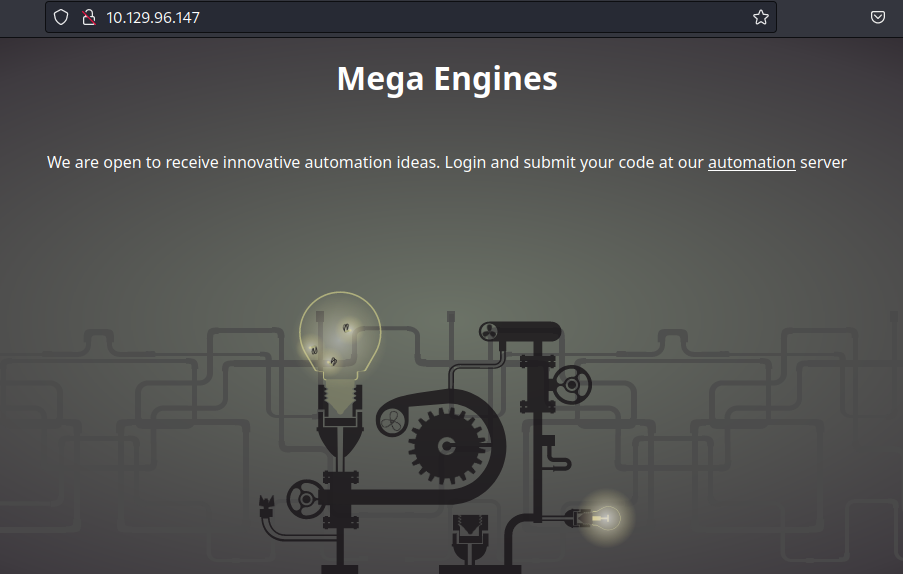 10.129.96.147
Mega Engines
We are open to receive innovative automation ideas. Login and submit your code at our automation server